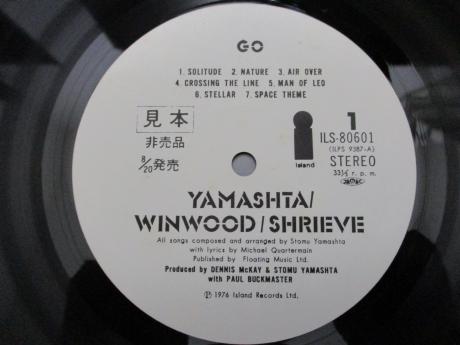 GO
1. SOLITUDE 2. NATURE 3. AIR OVER
4. CROSSING THE LINE 5. MAN OF LEO
6. STELLAR 7. SPACE THEME
見本
非売品
8/20発売
island
1
ILS-80601
(ILPS 9387-A)
STEREO
33⅓ r. p. m.
YAMASHTA/
WINWOOD/SHRIEVE
All songs composed and arranged by Stomu Yamashta
with lyrics by Michael Quartermain
Published by Floating Music Ltd.
Produced by DENNIS McKAY & STOMU YAMASHTA
with PAUL BUCKMASTER
Ⓟ 1976 Island Records Ltd.